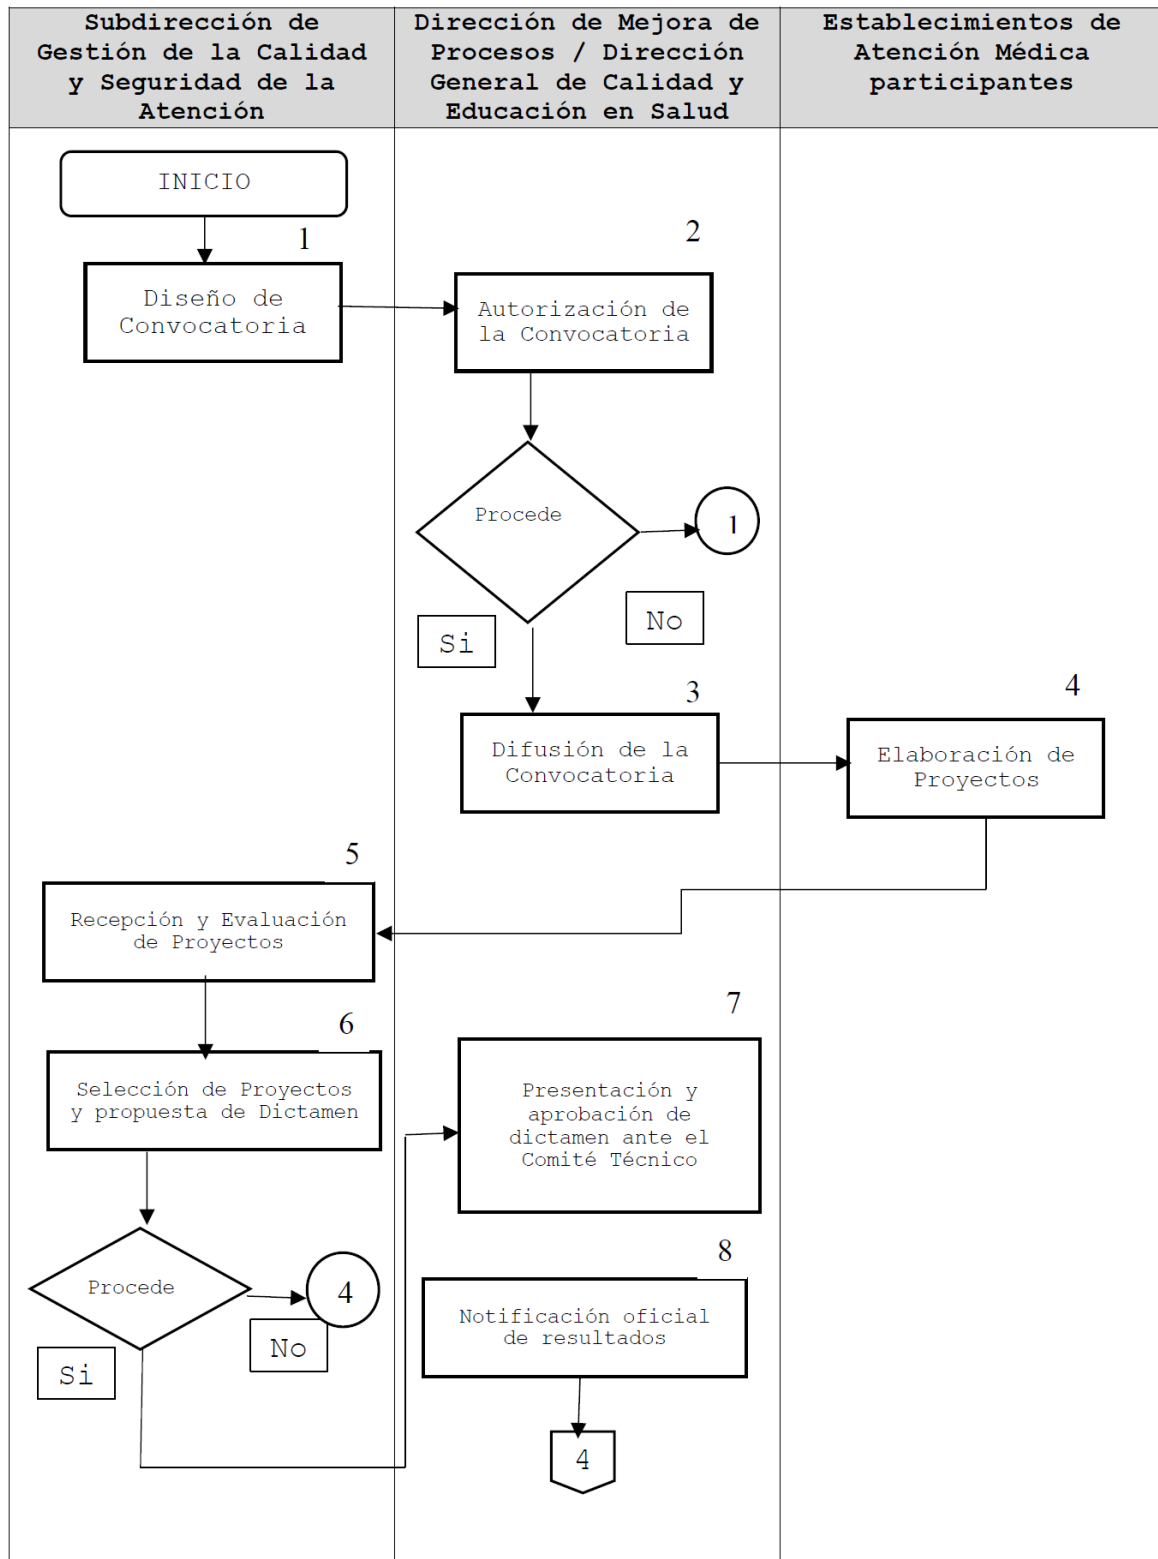 Subdirección de
Gestión de la Calidad
y Seguridad de la
Atención
Dirección de Mejora de
Procesos / Dirección
General de Calidad y
Educación en Salud
Establecimientos de
Atención Médica
participantes
INICIO
1
Diseño de
Convocatoria
2
Autorización de
la Convocatoria
Procede
1
No
Si
3
Difusión de la
Convocatoria
4
Elaboración de
Proyectos
5
Recepción y Evaluación
de Proyectos
6
Selección de Proyectos
y propuesta de Dictamen
7
Presentación y
aprobación de
dictamen ante el
Comité Técnico
Procede
4
No
Si
8
Notificación oficial
de resultados
4